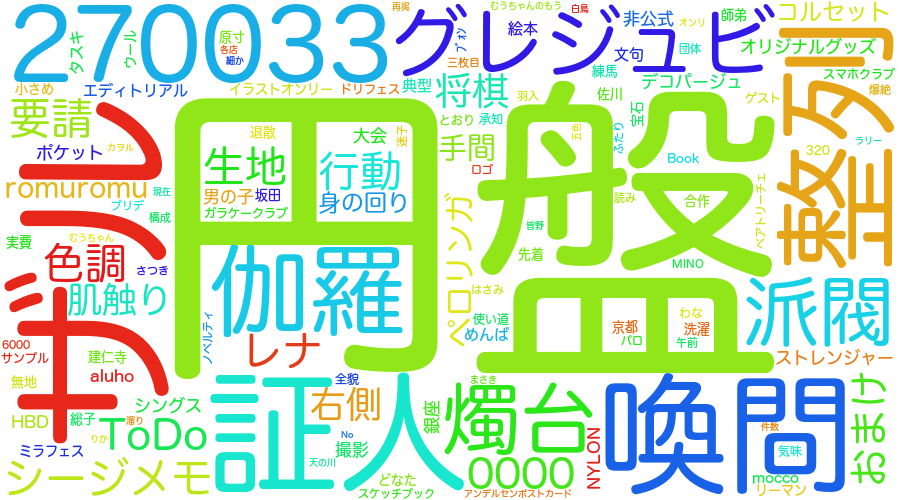 270033
グレジュビ
円盤
整列
ギリシ
伽羅
証人
喚問
派閥
燭台
0000
シージメモ
ToDo
要請
romuromu
色調
肌触り
生地
行動
身の回り
将棋
手間
レナ
右側
ペロリンガ
おまけ
コルセット
オリジナルグッズ
スマホクラブ
爆絶
ラリー
師弟
非公式
オンリ
団体
デコパージュ
ゲスト
320
文句
絵本
むうちゃんのもう
白鳥
再掲
タスキ
ウール
原寸
各店
細か
小さめ
エディトリアル
イラストオンリー
ドリフェス
典型
三枚目
練馬
佐川
羽入
とおり
承知
宝石
ふたり
五色
ロゴ
退散
大会
迷子
男の子
坂田
ガラケークラブ
ポケット
カラル
現在
プリデ
構成
むうちゃん
実費
さつき
Book
合作
読み
ベアトリーチェ
皆野
先着
MINO
はさみ
使い道
めんば
わな
京都
洗濯
パロ
午前
ストレンジャー
ノベルティ
6000
サンプル
建仁寺
aluho
無地
HBD
総子
溜り
シングス
ミラフェス
りか
全貌
まさき
銀座
撮影
No
天の川
どなた
スケッチブック
アンデルセンポストカード
NYLON
件数
気味
mocco
リーマン